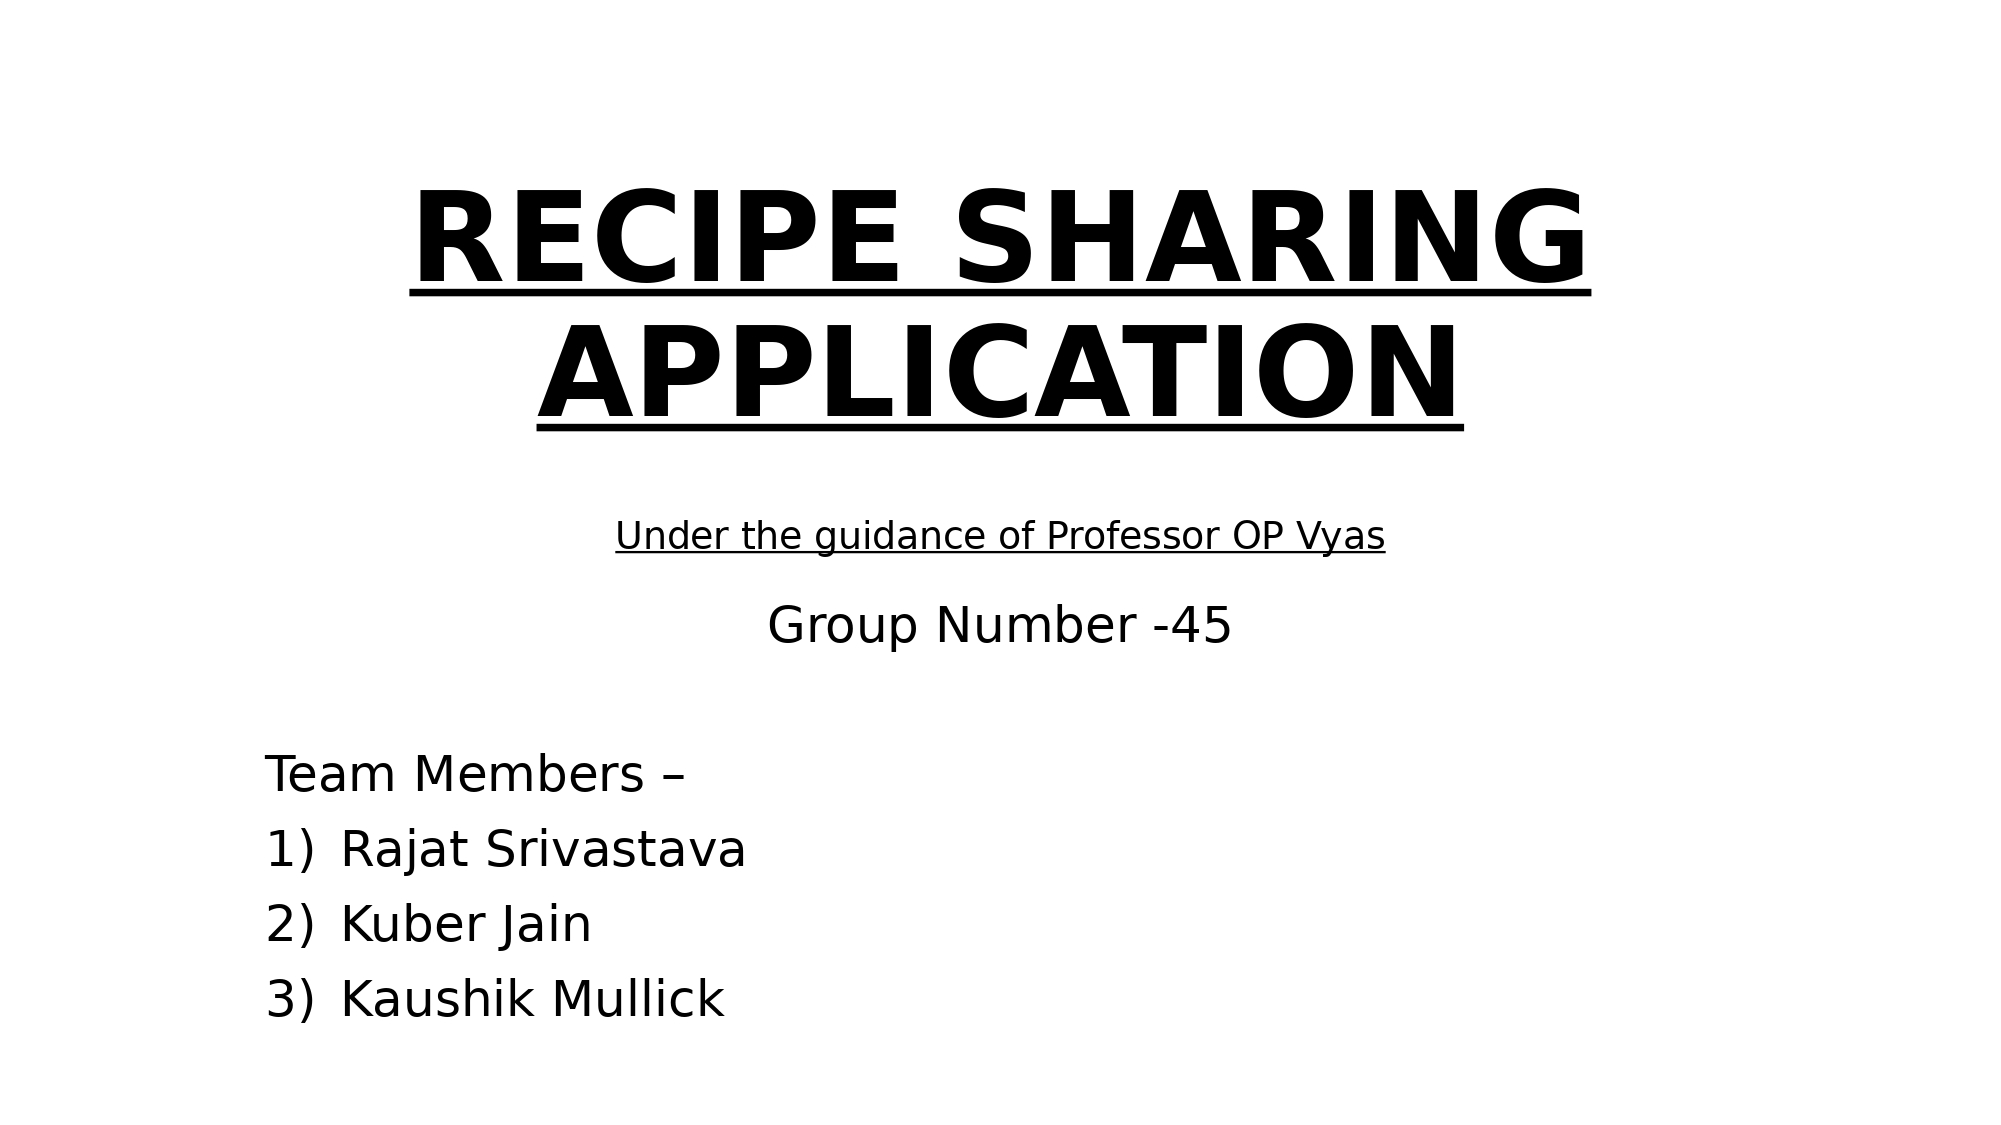 RECIPE SHARING
APPLICATION
Under the guidance of Professor OP Vyas
Group Number -45
Team Members –
1) Rajat Srivastava
2) Kuber Jain
3) Kaushik Mullick